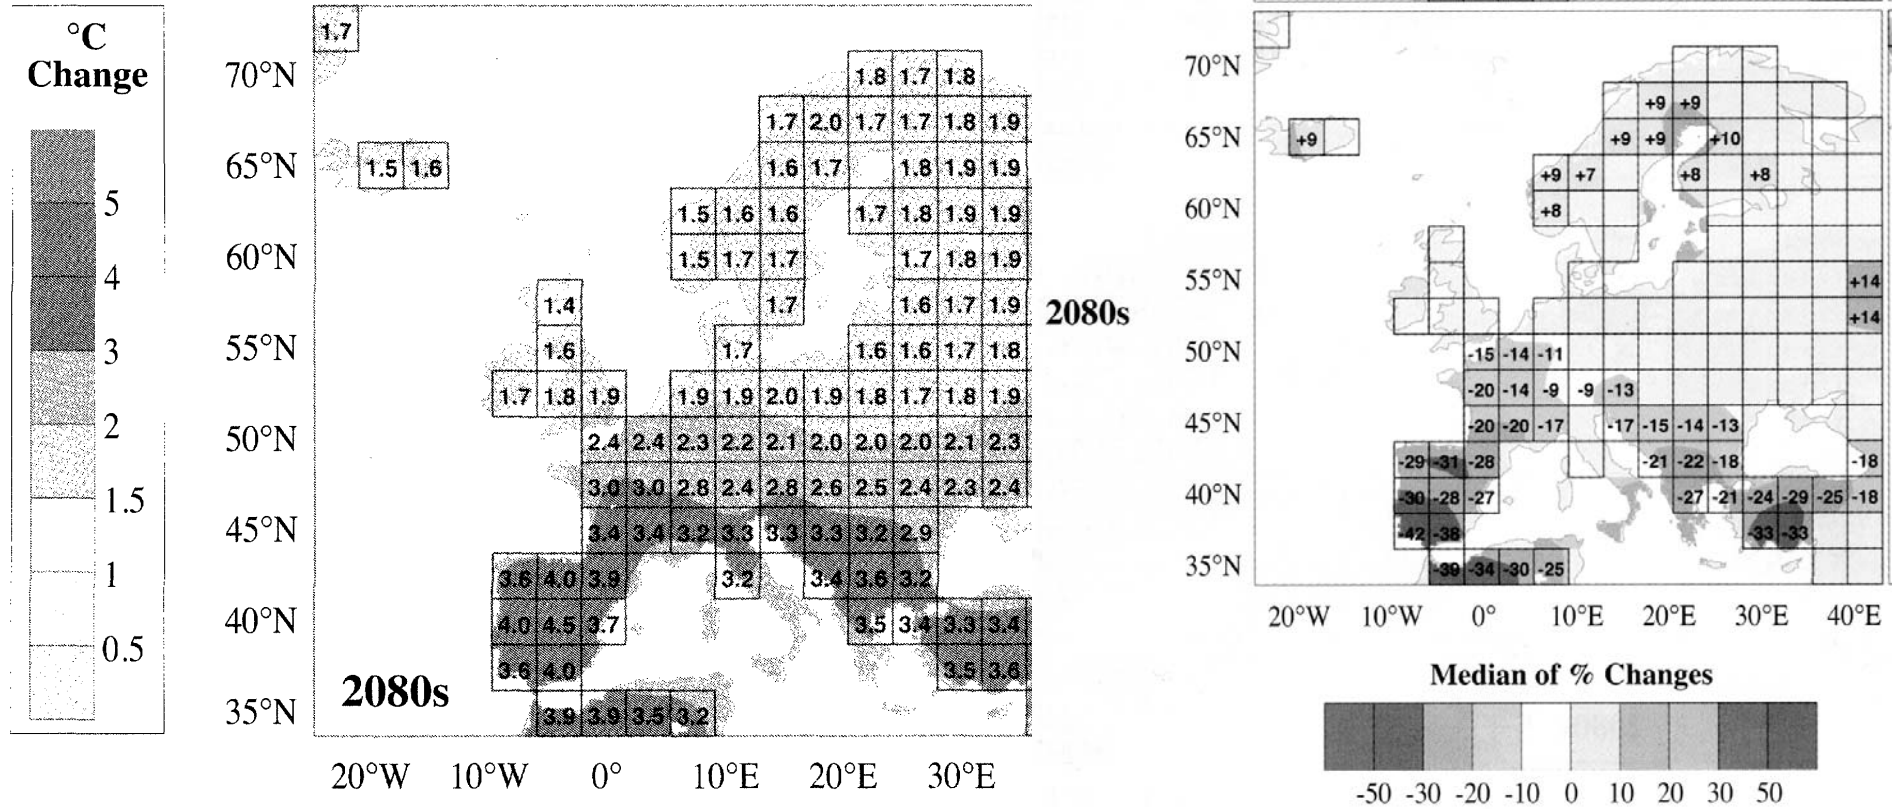 °C
Change
5
4
3
2
1.5
1
0.5
70°N
65°N
60°N
55°N
50°N
45°N
40°N
35°N
1.7
1.8 1.7 1.8
1.7 2.0 1.7 1.7 1.8 1.9
1.5 1.6 1.6 1.7 1.8 1.9 1.9
1.5 1.6 1.6 1.7 1.8 1.9 1.9
1.5 1.7 1.7 1.7 1.8 1.9
1.4 1.7 1.6 1.7 1.9
1.6 1.7 1.6 1.6 1.7 1.8
1.7 1.8 1.9 1.9 1.9 2.0 1.9 1.8 1.7 1.8 1.9
2.4 2.4 2.3 2.2 2.1 2.0 2.0 2.0 2.1 2.3
3.0 3.0 2.8 2.4 2.8 2.6 2.5 2.4 2.3 2.4
3.4 3.4 3.2 3.3 3.3 3.3 3.2 2.9
3.6 4.0 3.9 3.2 3.4 3.6 3.2
4.0 4.5 3.7 3.5 3.4 3.3 3.4
3.6 4.0 3.5 3.6
3.9 3.9 3.5 3.2
2080s
20°W 10°W 0° 10°E 20°E 30°E
2080s
70°N
65°N
60°N
55°N
50°N
45°N
40°N
35°N
+9 +9
+9 +9 +9 +10
+9 +7 +8 +8
+8
+14
+14
-15 -14 -11
-20 -14 -9 -9 -13
-20 -20 -17 -17 -15 -14 -13
-29 -31 -28 -21 -22 -18 -18
-30 -28 -27 -27 -21 -24 -29 -25 -18
-42 -38 -33 -33
-39 -34 -30 -25
20°W 10°W 0° 10°E 20°E 30°E 40°E
Median of % Changes
-50 -30 -20 -10 0 10 20 30 50